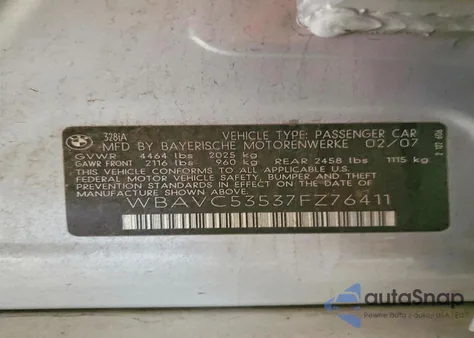 328iA VEHICLE TYPE: PASSENGER CAR
MFD BY BAYERISCHE MOTORENWERKE 02/07
GVWR 4464 lbs 2025 kg
GAWR FRONT 2116 lbs 960 kg REAR 2458 lbs 1115 kg
THIS VEHICLE CONFORMS TO ALL APPLICABLE
FEDERAL MOTOR VEHICLE SAFETY, BUMPER,
AND THEFT PREVENTION STANDARDS IN EFFECT ON THE
DATE OF MANUFACTURE SHOWN ABOVE.
WBAVC53537FZ76411
autoSnap